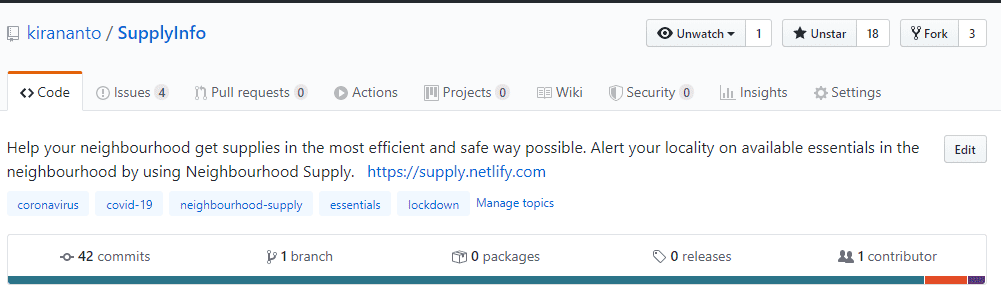 kirananto / SupplyInfo Unwatch 1 Unstar 18 Fork 3
Code Issues 4 Pull requests 0 Actions Projects 0 Wiki Security 0 Insights Settings
Help your neighbourhood get supplies in the most efficient and safe way possible. Alert your locality on available essentials in the Edit
neighbourhood by using Neighbourhood Supply. https://supply.netlify.com
coronavirus covid-19 neighbourhood-supply essentials lockdown Manage topics
42 commits 1 branch 0 packages 0 releases 1 contributor